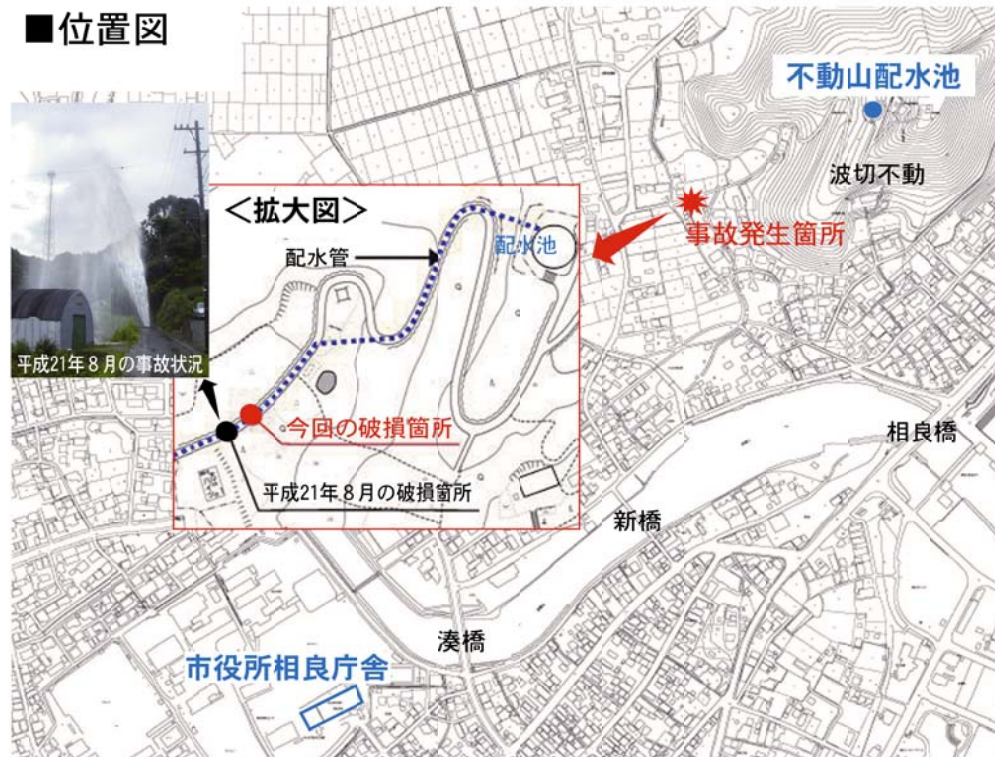 ■位置図
不動山配水池
波切不動
事故発生箇所
＜拡大図＞
配水池
配水管
平成21年８月の事故状況
今回の破損箇所
平成21年８月の破損箇所
相良橋
新橋
湊橋
市役所相良庁舎